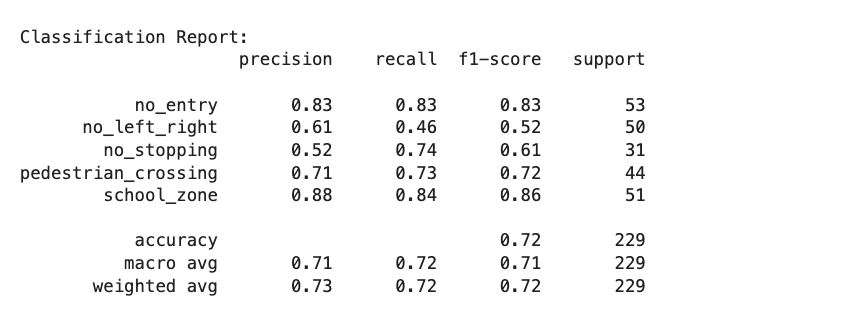 Classification Report:
precision recall f1-score support
no_entry 0.83 0.83 0.83 53
no_left_right 0.61 0.46 0.52 50
no_stopping 0.52 0.74 0.61 31
pedestrian_crossing 0.71 0.73 0.72 44
school_zone 0.88 0.84 0.86 51
accuracy 0.72 229
macro avg 0.71 0.72 0.71 229
weighted avg 0.73 0.72 0.72 229